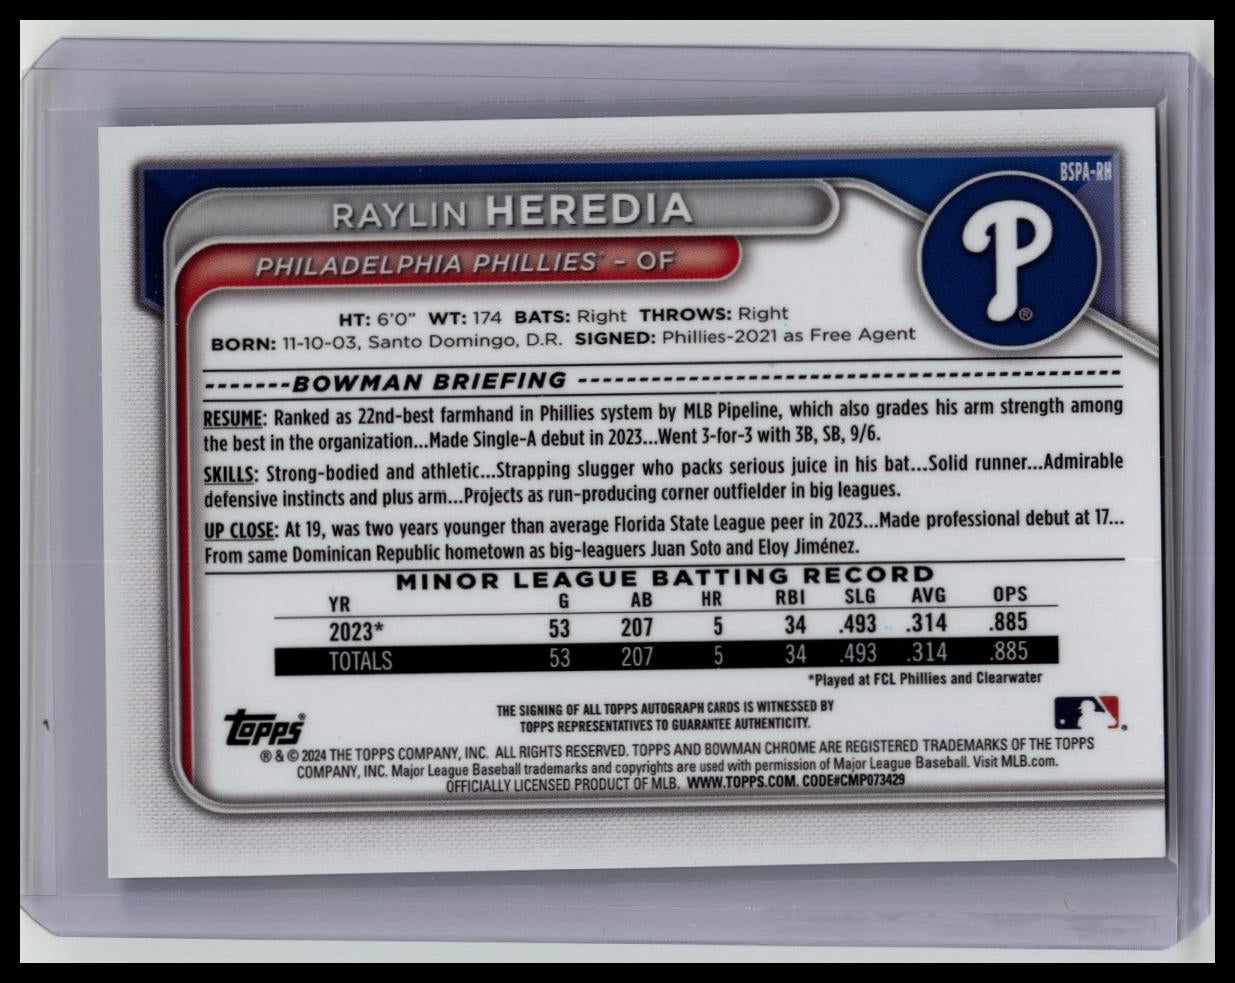 BSPA-RH
RAYLIN HEREDIA
PHILADELPHIA PHILLIES™ - OF
P
®
HT: 6'0" WT: 174 BATS: Right THROWS: Right
BORN: 11-10-03, Santo Domingo, D.R. SIGNED: Phillies-2021 as Free Agent
-------BOWMAN BRIEFING --------------------------------------------
RESUME: Ranked as 22nd-best farmhand in Phillies system by MLB Pipeline, which also grades his arm strength among
the best in the organization...Made Single-A debut in 2023...Went 3-for-3 with 3B, SB, 9/6.
SKILLS: Strong-bodied and athletic...Strapping slugger who packs serious juice in his bat...Solid runner...Admirable
defensive instincts and plus arm...Projects as run-producing corner outfielder in big leagues.
UP CLOSE: At 19, was two years younger than average Florida State League peer in 2023...Made professional debut at 17...
From same Dominican Republic hometown as big-leaguers Juan Soto and Eloy Jiménez.
MINOR LEAGUE BATTING RECORD
YR G AB HR RBI SLG AVG OPS
2023* 53 207 5 34 .493 .314 .885
TOTALS 53 207 5 34 .493 .314 .885
*Played at FCL Phillies and Clearwater
THE SIGNING OF ALL TOPPS AUTOGRAPH CARDS IS WITNESSED BY
TOPPS REPRESENTATIVES TO GUARANTEE AUTHENTICITY.
topps®
® & © 2024 THE TOPPS COMPANY, INC. ALL RIGHTS RESERVED. TOPPS AND BOWMAN CHROME ARE REGISTERED TRADEMARKS OF THE TOPPS
COMPANY, INC. Major League Baseball trademarks and copyrights are used with permission of Major League Baseball. Visit MLB.com.
OFFICIALLY LICENSED PRODUCT OF MLB. WWW.TOPPS.COM. CODE#CMP073429